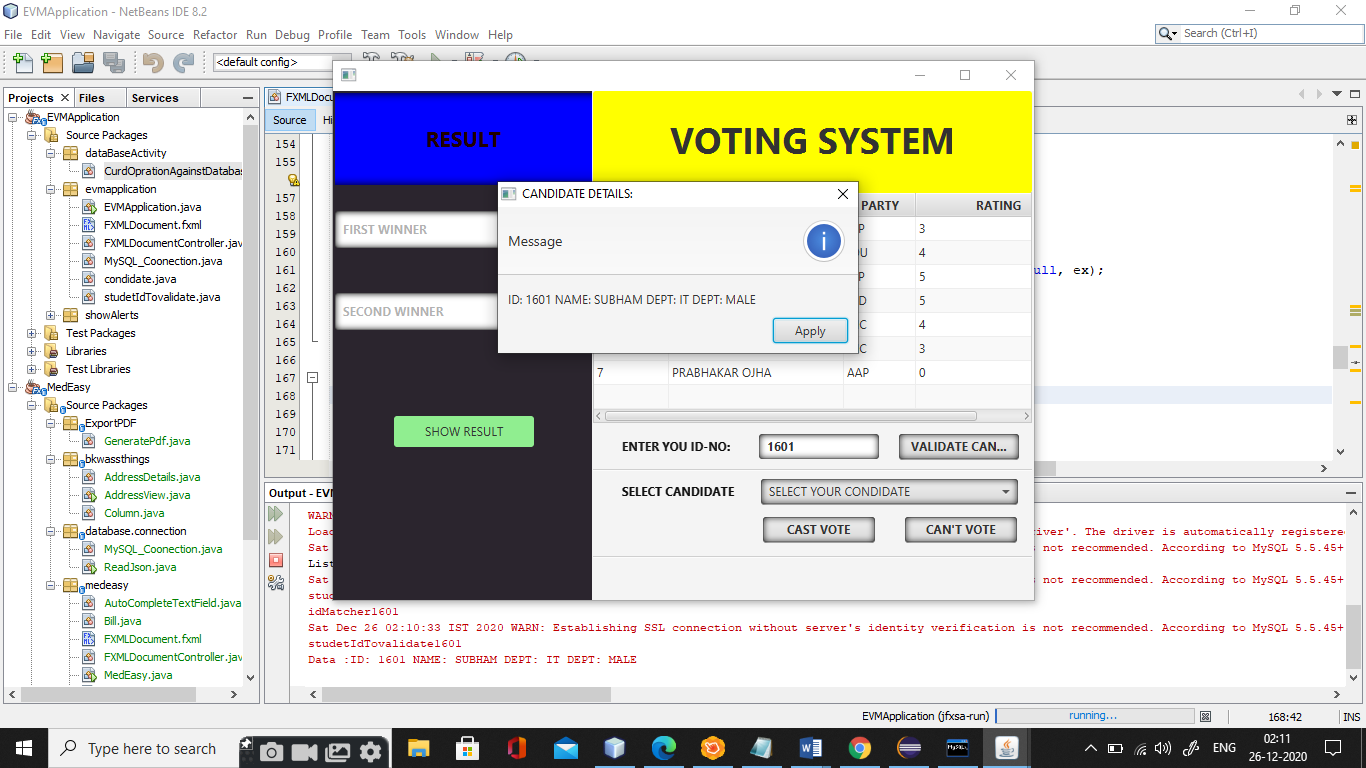 EVMApplication - NetBeans IDE 8.2
File Edit View Navigate Source Refactor Run Debug Profile Team Tools Window Help
Search (Ctrl+I)
<default config>
Projects Files Services
EVMApplication
Source Packages
dataBaseActivity
CurdOprationAgainstDatabas
evmapplication
EVMApplication.java
FXMLDocument.fxml
FXMLDocumentController.jav
MySQL_Coonection.java
condidate.java
studetIdTovalidate.java
showAlerts
Test Packages
Libraries
Test Libraries
MedEasy
Source Packages
ExportPDF
GeneratePdf.java
bkwassthings
AddressDetails.java
AddressView.java
Column.java
database.connection
MySQL_Coonection.java
ReadJson.java
medeasy
AutoCompleteTextField.java
Bill.java
FXMLDocument.fxml
FXMLDocumentController.jav
MedEasy.java
FXMLDocu
Source Hi
154
155
157
158
159
160
161
162
163
164
165
166
167
168
169
170
171
ull, ex);
RESULT
VOTING SYSTEM
FIRST WINNER
SECOND WINNER
SHOW RESULT
PARTY RATING
P 3
U 4
P 5
D 5
C 4
C 3
7 PRABHAKAR OJHA AAP 0
CANDIDATE DETAILS:
Message
ID: 1601 NAME: SUBHAM DEPT: IT DEPT: MALE
Apply
ENTER YOU ID-NO: 1601 VALIDATE CAN...
SELECT CANDIDATE SELECT YOUR CONDIDATE
CAST VOTE CAN'T VOTE
Output - EVM
WARN
Load iver'. The driver is automatically registere
Sat s not recommended. According to MySQL 5.5.45+
List
Sat s not recommended. According to MySQL 5.5.45+
stud
idMatcher1601
Sat Dec 26 02:10:33 IST 2020 WARN: Establishing SSL connection without server's identity verification is not recommended. According to MySQL 5.5.45+
studetIdTovalidate1601
Data :ID: 1601 NAME: SUBHAM DEPT: IT DEPT: MALE
EVMApplication (jfxsa-run) running... 168:42 INS
Type here to search
ENG
02:11
26-12-2020